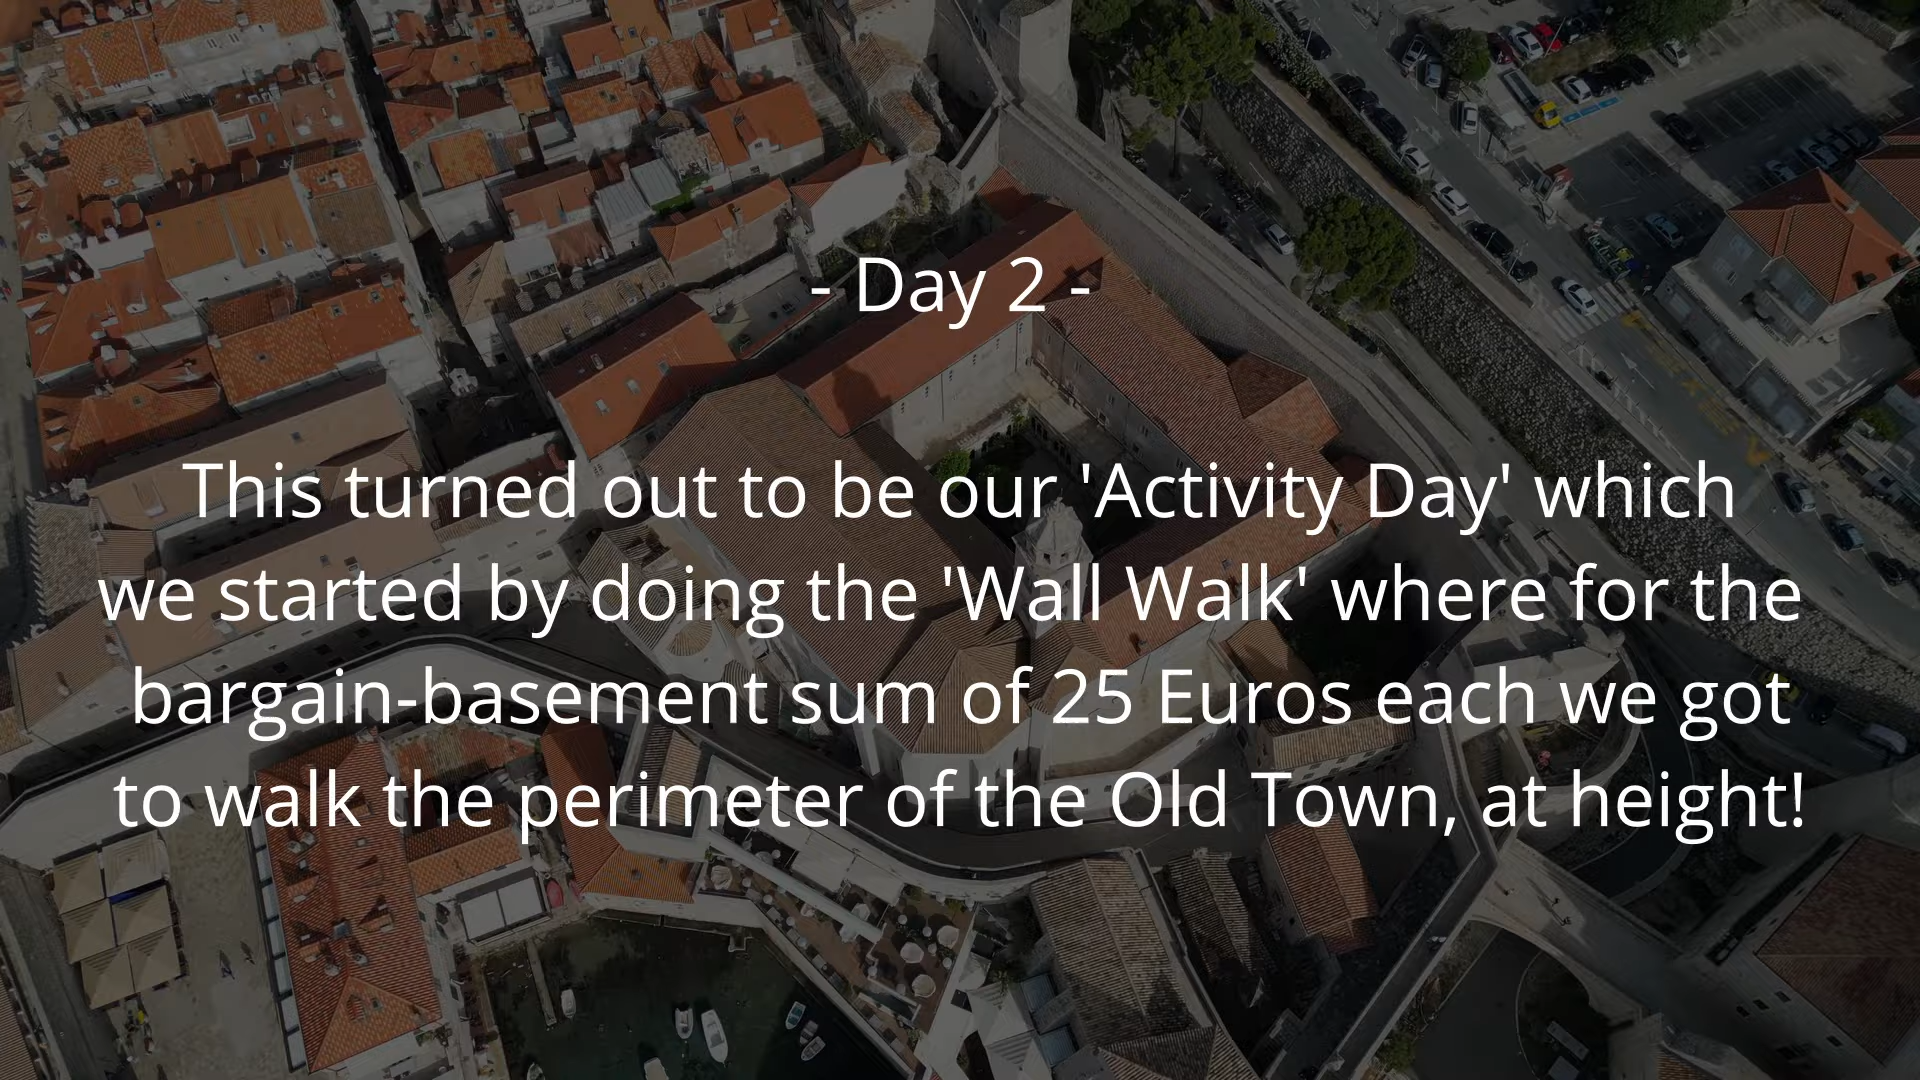 - Day 2 -
This turned out to be our 'Activity Day' which
we started by doing the 'Wall Walk' where for the
bargain-basement sum of 25 Euros each we got
to walk the perimeter of the Old Town, at height!